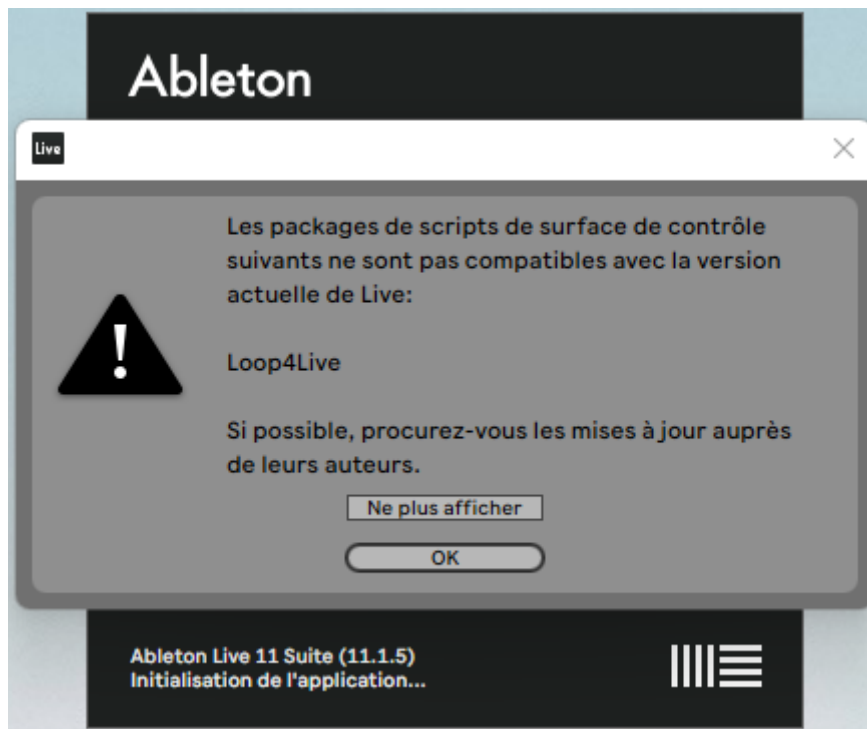 Ableton
Live
Les packages de scripts de surface de contrôle
suivants ne sont pas compatibles avec la version
actuelle de Live:
Loop4Live
Si possible, procurez-vous les mises à jour auprès
de leurs auteurs.
Ne plus afficher
OK
Ableton Live 11 Suite (11.1.5)
Initialisation de l'application...